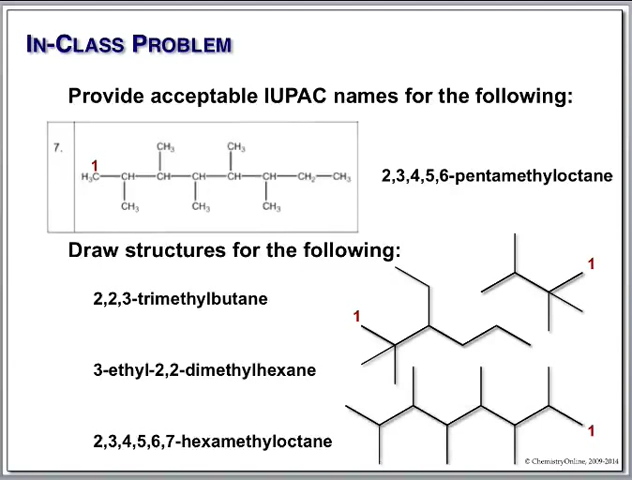 IN-CLASS PROBLEM
Provide acceptable IUPAC names for the following:
7.
CH₃ CH₃
1
H₃C—CH—CH—CH—CH—CH—CH₂—CH₃
CH₃ CH₃ CH₃
2,3,4,5,6-pentamethyloctane
Draw structures for the following:
1
2,2,3-trimethylbutane
1
3-ethyl-2,2-dimethylhexane
2,3,4,5,6,7-hexamethyloctane
1
© ChemistryOnline, 2009-2014